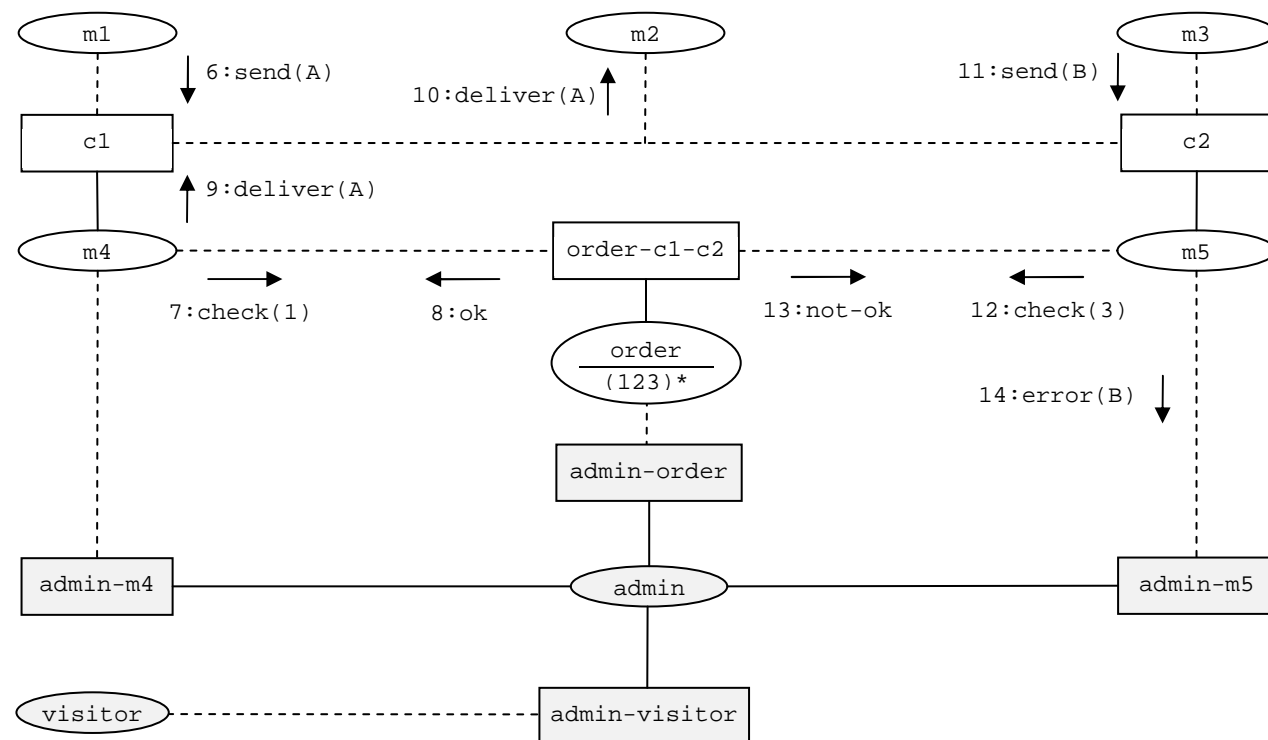 m1
m2
m3
6:send(A)
10:deliver(A)
11:send(B)
c1
c2
9:deliver(A)
m4
order-c1-c2
m5
7:check(1)
8:ok
13:not-ok
12:check(3)
order
(123)*
14:error(B)
admin-order
admin-m4
admin
admin-m5
visitor
admin-visitor